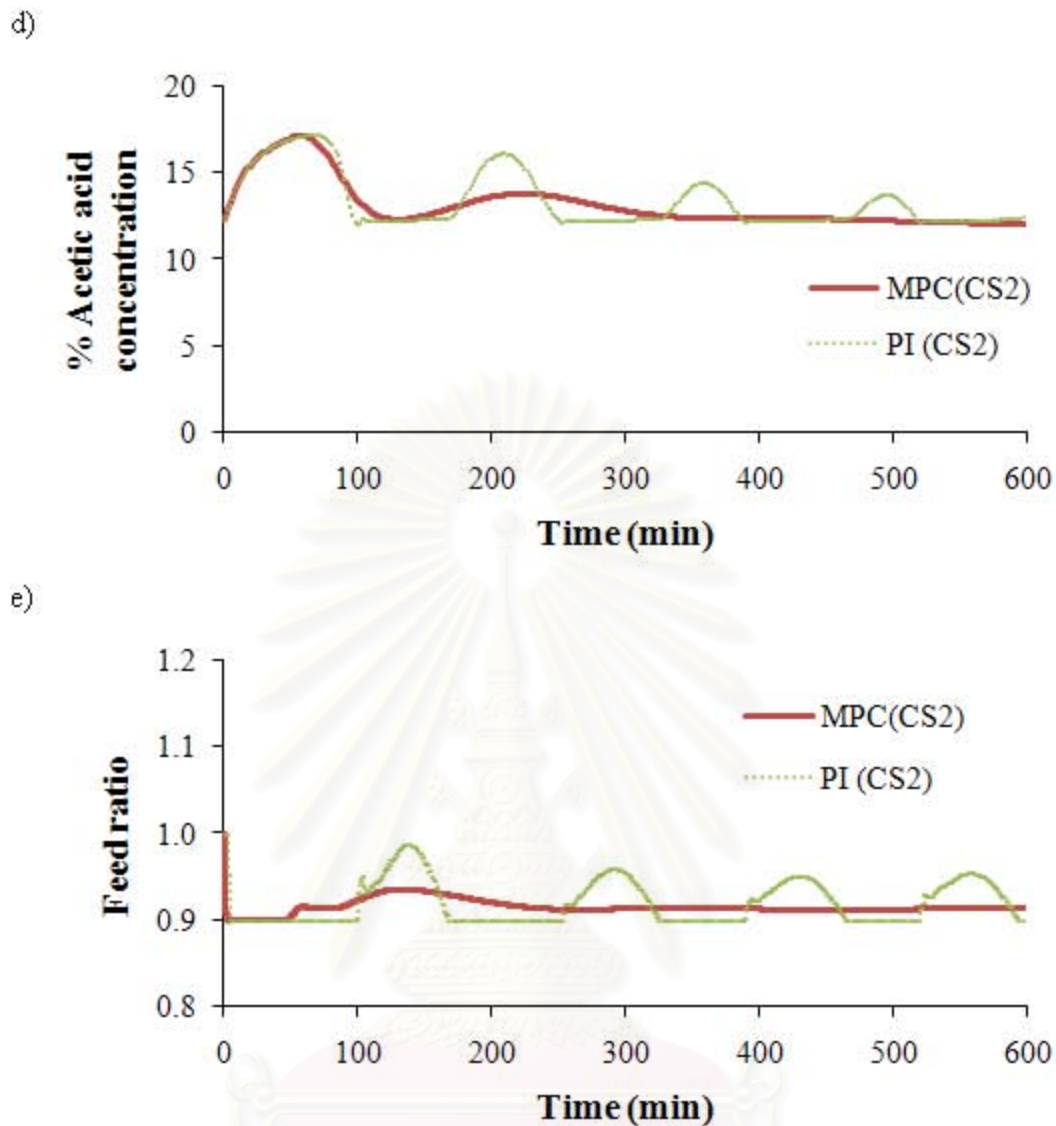 d)
% Acetic acid
concentration
20
15
10
5
0
MPC(CS2)
PI (CS2)
0 100 200 300 400 500 600
Time (min)
e)
Feed ratio
1.2
1.1
1.0
0.9
0.8
MPC(CS2)
PI (CS2)
0 100 200 300 400 500 600
Time (min)